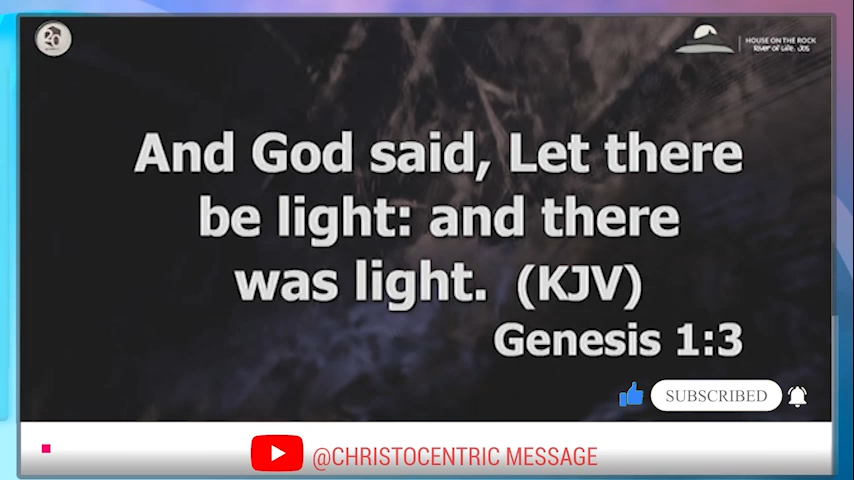 20
HOUSE ON THE ROCK
River of Life, Jos
And God said, Let there
be light: and there
was light. (KJV)
Genesis 1:3
SUBSCRIBED
@CHRISTOCENTRIC MESSAGE